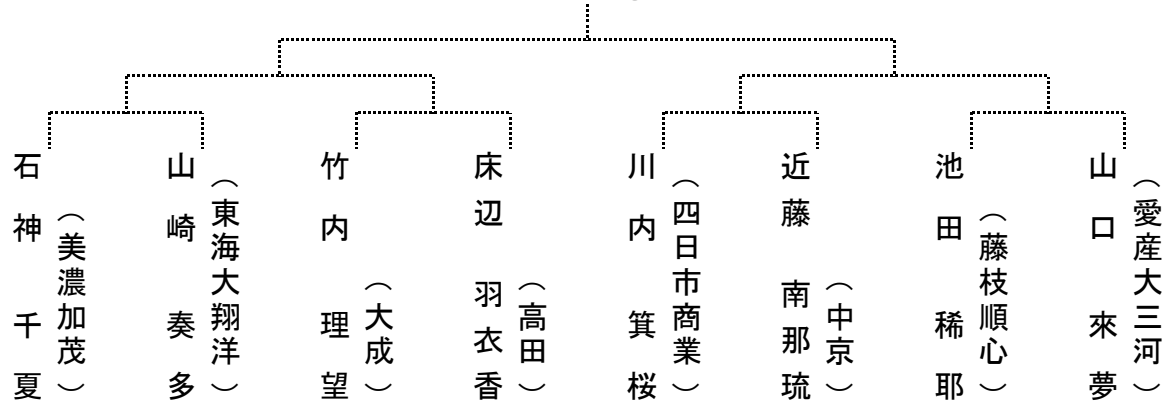 石神千夏
（美濃加茂）
山崎奏多
（東海大翔洋）
竹内理望
（大成）
床辺羽衣香
（高田）
川内箕桜
（四日市商業）
近藤南那琉
（中京）
池田稀耶
（藤枝順心）
山口來夢
（愛産大三河）